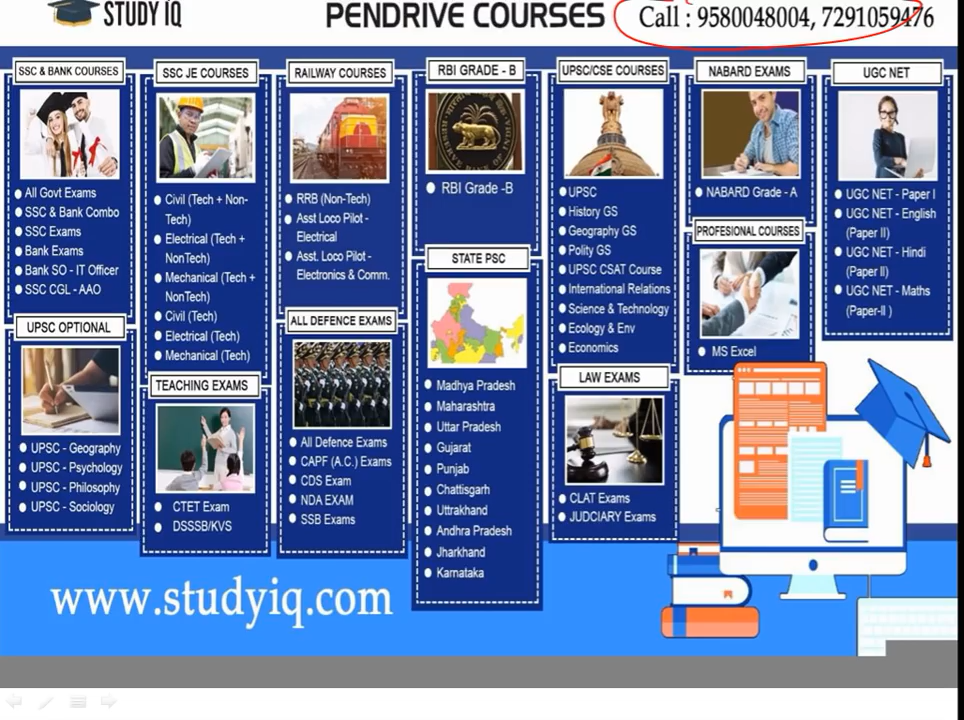 STUDY IQ
PENDRIVE COURSES
Call : 9580048004, 7291059476
SSC & BANK COURSES
All Govt Exams
SSC & Bank Combo
SSC Exams
Bank Exams
Bank SO - IT Officer
SSC CGL - AAO
UPSC OPTIONAL
UPSC - Geography
UPSC - Psychology
UPSC - Philosophy
UPSC - Sociology
SSC JE COURSES
Civil (Tech + Non-
Tech)
Electrical (Tech +
NonTech)
Mechanical (Tech +
NonTech)
Civil (Tech)
Electrical (Tech)
Mechanical (Tech)
TEACHING EXAMS
CTET Exam
DSSSB/KVS
RAILWAY COURSES
RRB (Non-Tech)
Asst Loco Pilot -
Electrical
Asst. Loco Pilot -
Electronics & Comm.
ALL DEFENCE EXAMS
All Defence Exams
CAPF (A.C.) Exams
CDS Exam
NDA EXAM
SSB Exams
RBI GRADE - B
RBI Grade -B
STATE PSC
Madhya Pradesh
Maharashtra
Uttar Pradesh
Gujarat
Punjab
Chattisgarh
Uttrakhand
Andhra Pradesh
Jharkhand
Karnataka
UPSC/CSE COURSES
UPSC
History GS
Geography GS
Polity GS
UPSC CSAT Course
International Relations
Science & Technology
Ecology & Env
Economics
LAW EXAMS
CLAT Exams
JUDCIARY Exams
NABARD EXAMS
NABARD Grade - A
PROFESIONAL COURSES
MS Excel
UGC NET
UGC NET - Paper I
UGC NET - English
(Paper II)
UGC NET - Hindi
(Paper II)
UGC NET - Maths
(Paper-II )
www.studyiq.com